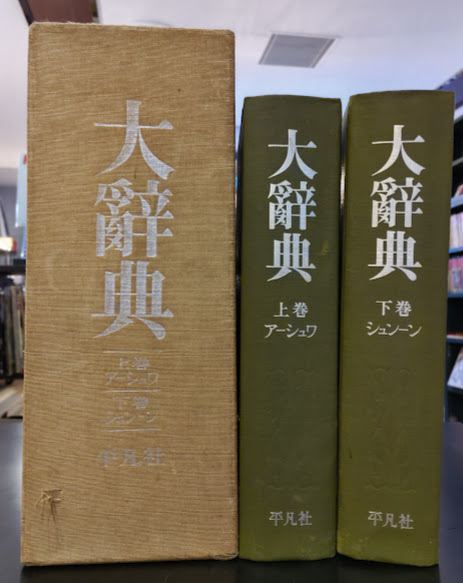 大辭典
上巻
アーシュワ
下巻
シュンーン
平凡社
大辭典
上巻
アーシュワ
平凡社
大辭典
下巻
シュンーン
平凡社